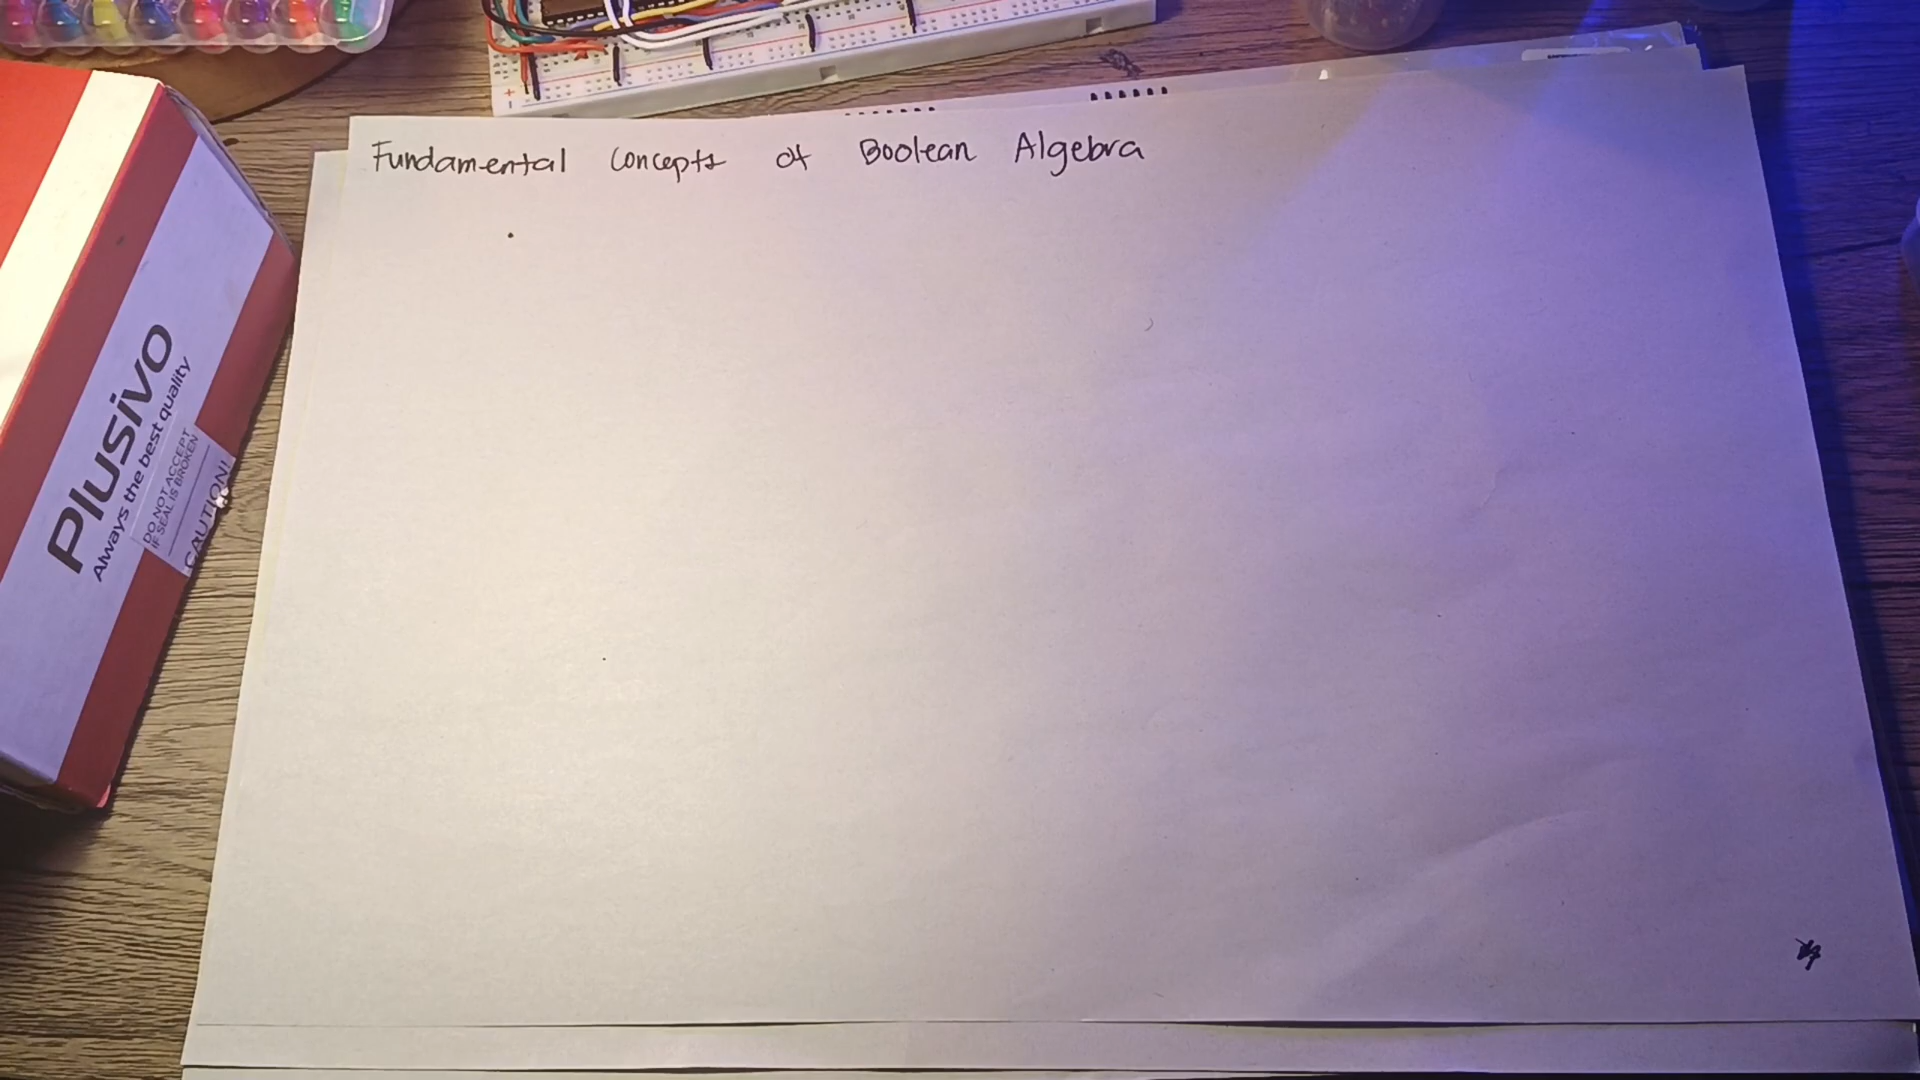 Fundamental Concepts of Boolean Algebra
Plusivo
Always the best quality
DO NOT ACCEPT
IF SEAL IS BROKEN
CAUTION!